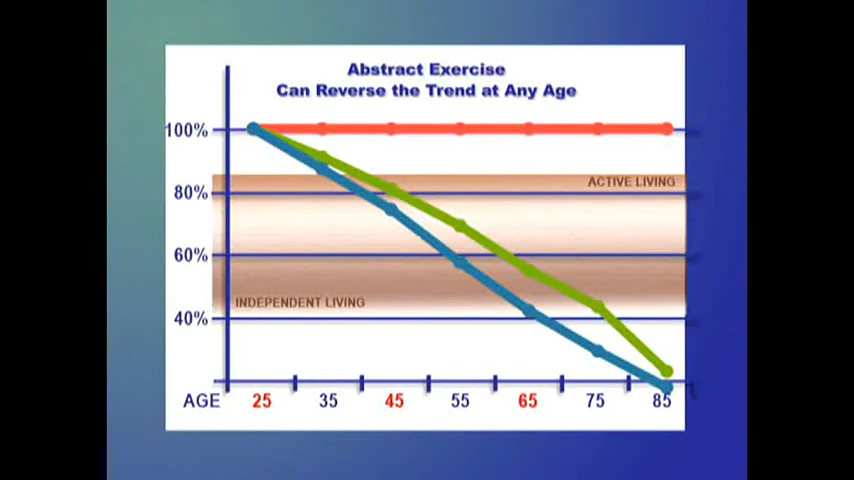 Abstract Exercise
Can Reverse the Trend at Any Age
100%
ACTIVE LIVING
80%
60%
INDEPENDENT LIVING
40%
AGE 25 35 45 55 65 75 85